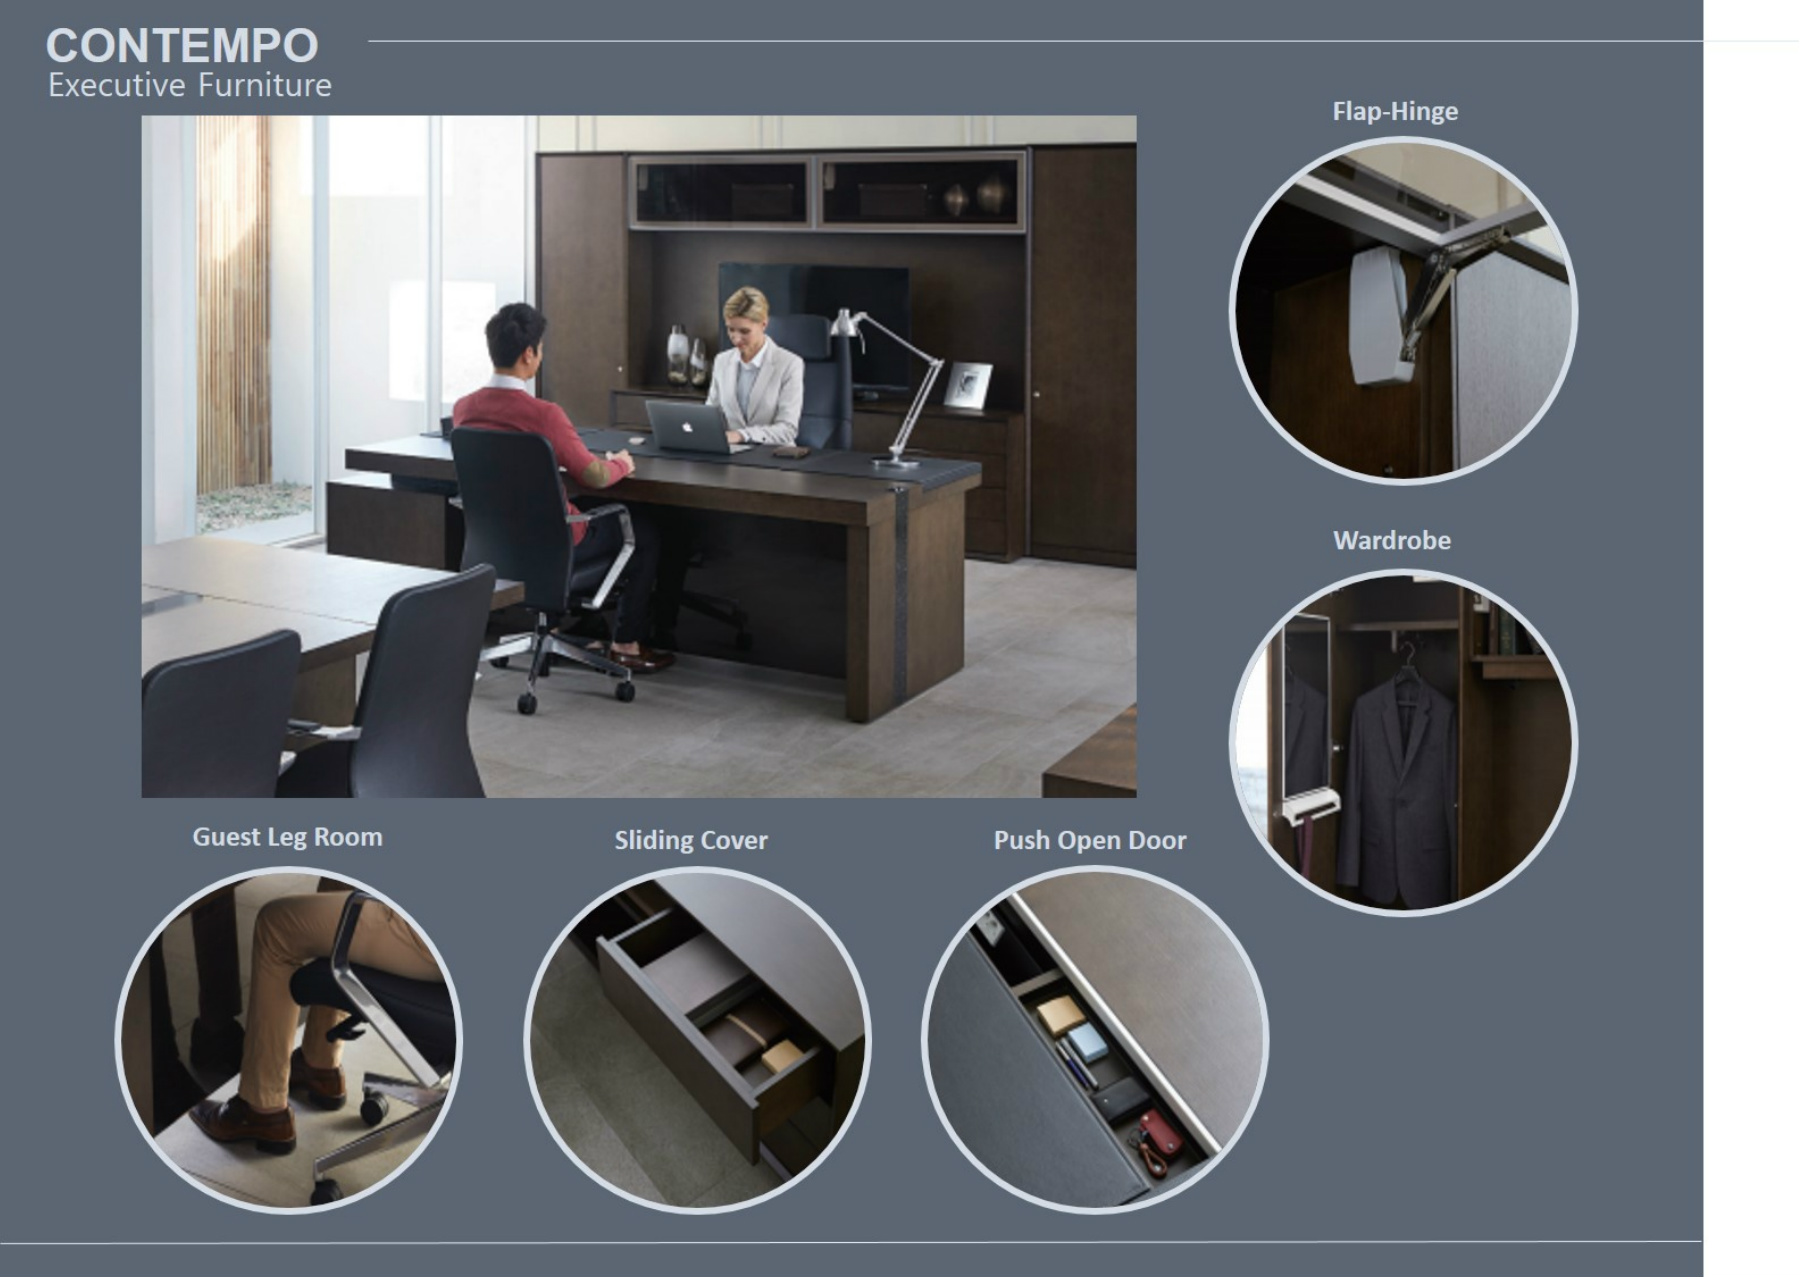 CONTEMPO
Executive Furniture
Flap-Hinge
Wardrobe
Guest Leg Room
Sliding Cover
Push Open Door